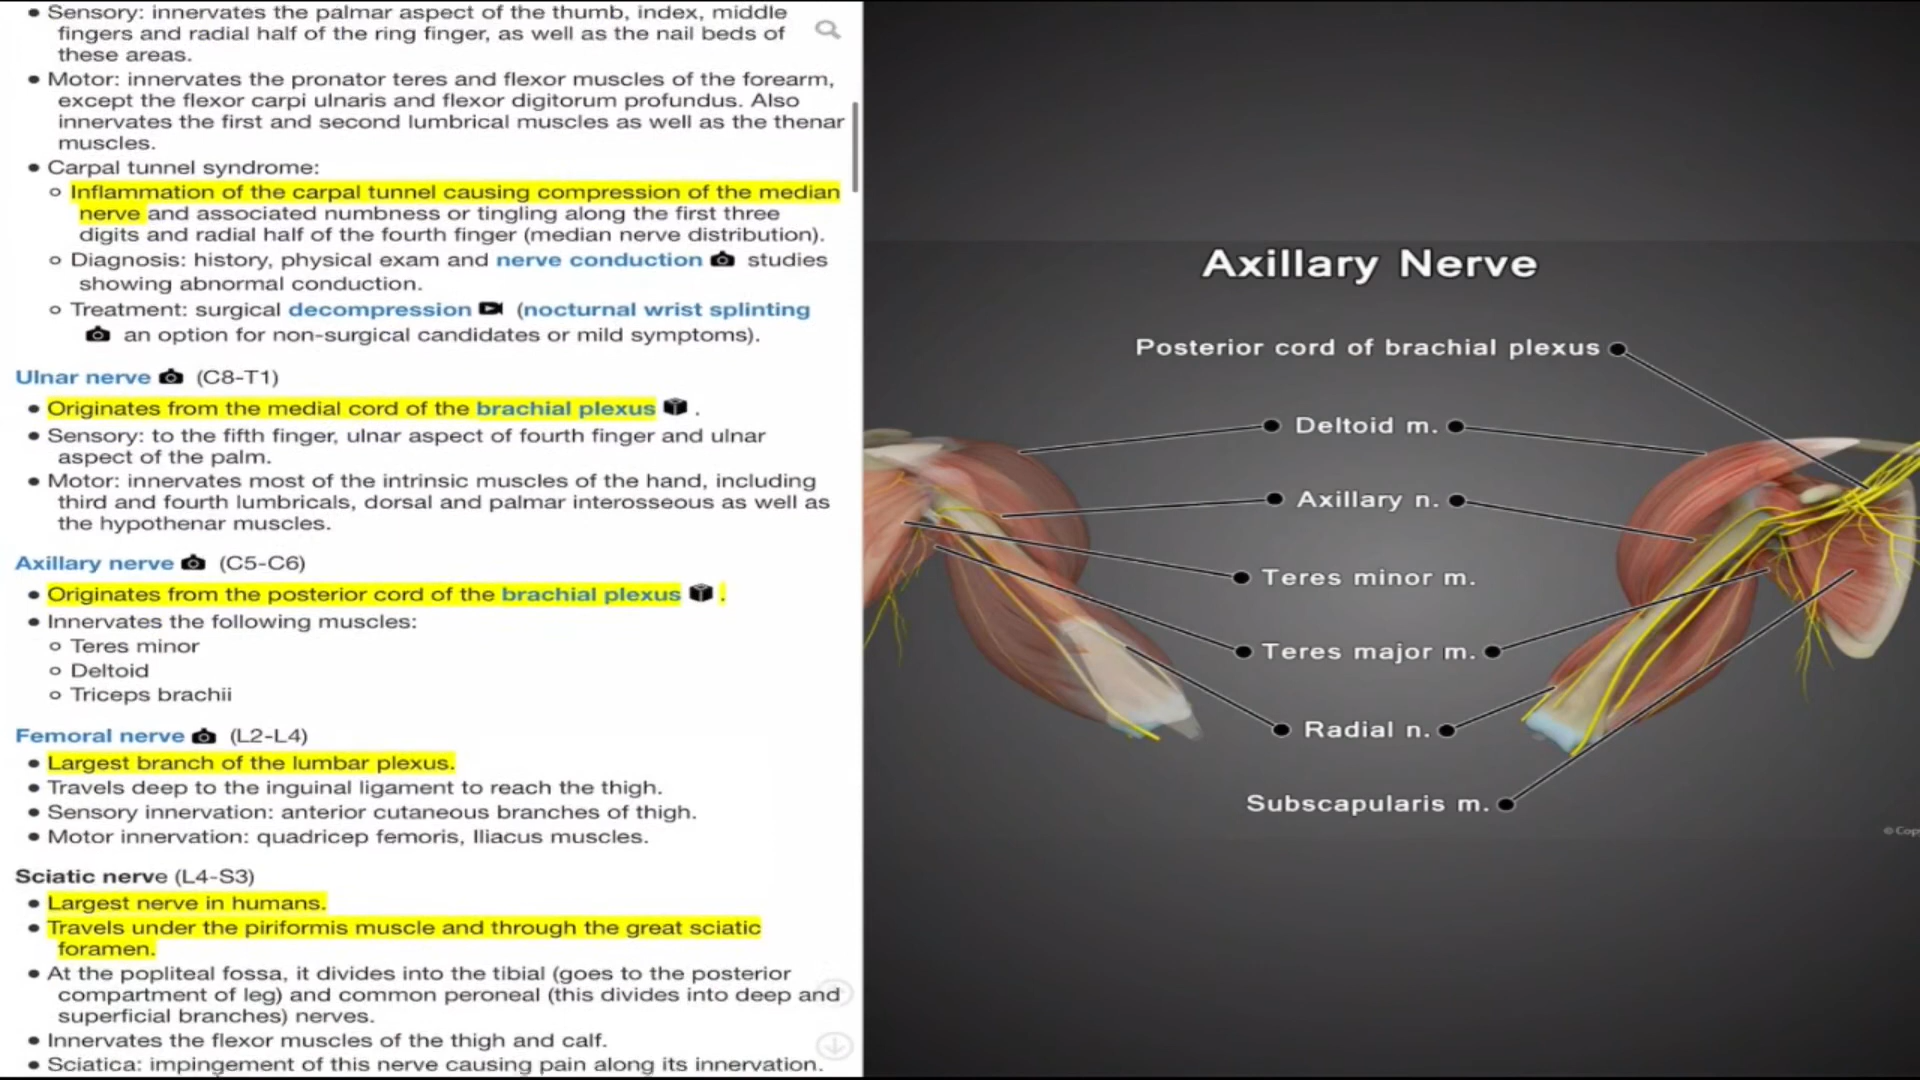 • Sensory: innervates the palmar aspect of the thumb, index, middle
fingers and radial half of the ring finger, as well as the nail beds of
these areas.
• Motor: innervates the pronator teres and flexor muscles of the forearm,
except the flexor carpi ulnaris and flexor digitorum profundus. Also
innervates the first and second lumbrical muscles as well as the thenar
muscles.
• Carpal tunnel syndrome:
○ Inflammation of the carpal tunnel causing compression of the median
nerve and associated numbness or tingling along the first three
digits and radial half of the fourth finger (median nerve distribution).
○ Diagnosis: history, physical exam and nerve conduction studies
showing abnormal conduction.
○ Treatment: surgical decompression (nocturnal wrist splinting
an option for non-surgical candidates or mild symptoms).
Ulnar nerve (C8-T1)
• Originates from the medial cord of the brachial plexus .
• Sensory: to the fifth finger, ulnar aspect of fourth finger and ulnar
aspect of the palm.
• Motor: innervates most of the intrinsic muscles of the hand, including
third and fourth lumbricals, dorsal and palmar interosseous as well as
the hypothenar muscles.
Axillary nerve (C5-C6)
• Originates from the posterior cord of the brachial plexus .
• Innervates the following muscles:
○ Teres minor
○ Deltoid
○ Triceps brachii
Femoral nerve (L2-L4)
• Largest branch of the lumbar plexus.
• Travels deep to the inguinal ligament to reach the thigh.
• Sensory innervation: anterior cutaneous branches of thigh.
• Motor innervation: quadricep femoris, Iliacus muscles.
Sciatic nerve (L4-S3)
• Largest nerve in humans.
• Travels under the piriformis muscle and through the great sciatic
foramen.
• At the popliteal fossa, it divides into the tibial (goes to the posterior
compartment of leg) and common peroneal (this divides into deep and
superficial branches) nerves.
• Innervates the flexor muscles of the thigh and calf.
• Sciatica: impingement of this nerve causing pain along its innervation.
Axillary Nerve
Posterior cord of brachial plexus
Deltoid m.
Axillary n.
Teres minor m.
Teres major m.
Radial n.
Subscapularis m.
© Cop